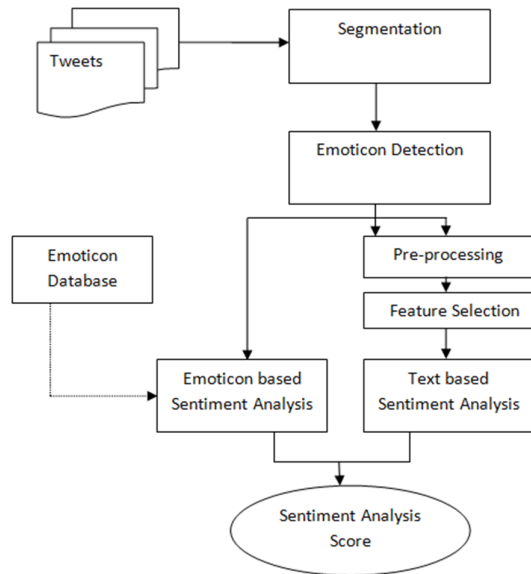 Tweets
Segmentation
Emoticon Detection
Emoticon
Database
Pre-processing
Feature Selection
Emoticon based
Sentiment Analysis
Text based
Sentiment Analysis
Sentiment Analysis
Score